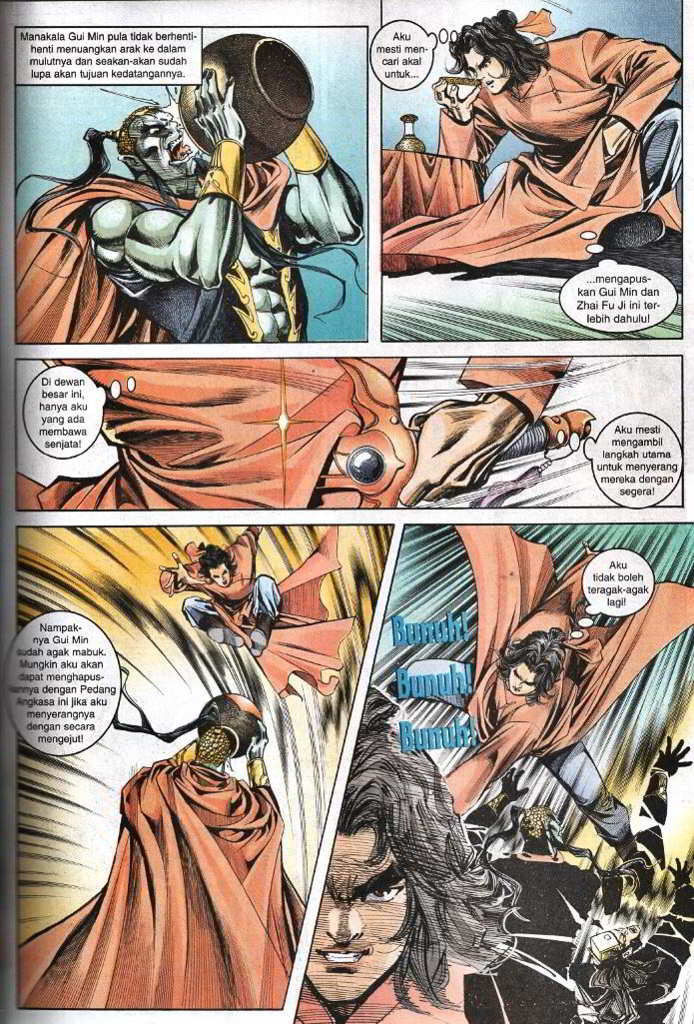 Manakala Gui Min pula tidak berhenti-
henti menuangkan arak ke dalam
mulutnya dan seakan-akan sudah
lupa akan tujuan kedatangannya.
Aku
mesti men-
cari akal
untuk...
...mengapus-
kan Gui Min dan
Zhai Fu Ji ini ter-
lebih dahulu!
Di dewan
besar ini,
hanya aku
yang ada
membawa
senjata!
Aku mesti
mengambil
langkah utama
untuk menyerang
mereka dengan
segera!
Nampak-
nya Gui Min
sudah agak mabuk.
Mungkin aku akan
dapat menghapus-
kannya dengan Pedang
Angkasa ini jika aku
menyerangnya
dengan secara
mengejut!
Aku
tidak boleh
teragak-agak
lagi!
Bunuh!
Bunuh!
Bunuh!